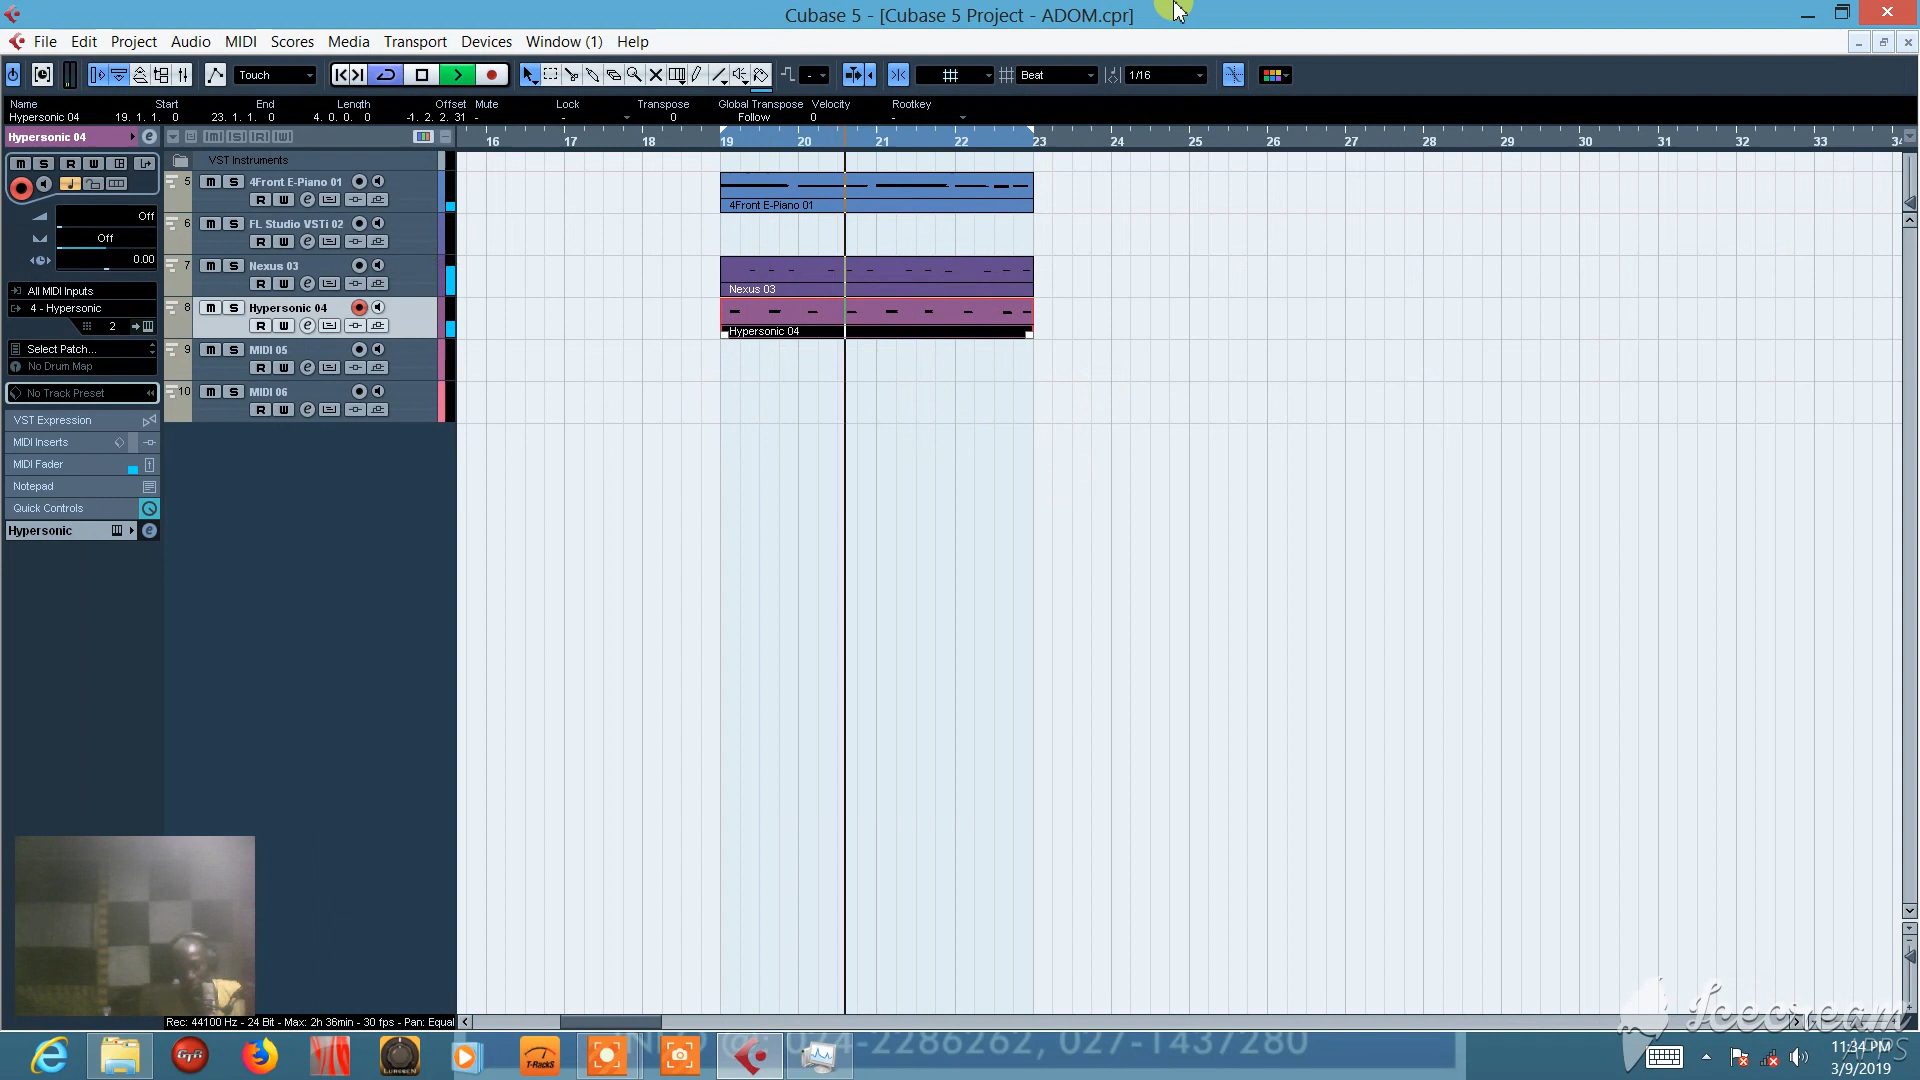 Cubase 5 - [Cubase 5 Project - ADOM.cpr]
File Edit Project Audio MIDI Scores Media Transport Devices Window (1) Help
Touch - Beat 1/16
Name Start End Length Offset Mute Lock Transpose Global Transpose Velocity Rootkey
Hypersonic 04 19. 1. 1. 0 23. 1. 1. 0 4. 0. 0. 0 -1. 2. 2. 31 - - 0 Follow 0 -
Hypersonic 04
16 17 18 19 20 21 22 23 24 25 26 27 28 29 30 31 32 33 34
VST Instruments
5 m S 4Front E-Piano 01
R W e
4Front E-Piano 01
6 m S FL Studio VSTi 02
R W e
7 m S Nexus 03
R W e
Nexus 03
8 m S Hypersonic 04
R W e
Hypersonic 04
9 m S MIDI 05
R W e
10 m S MIDI 06
R W e
m S R W
Off
Off
0.00
All MIDI Inputs
4 - Hypersonic
2
Select Patch...
No Drum Map
No Track Preset
VST Expression
MIDI Inserts
MIDI Fader
Notepad
Quick Controls
Hypersonic
Rec: 44100 Hz - 24 Bit - Max: 2h 36min - 30 fps - Pan: Equal
Icecream
APPS
GTR
T-RackS
-2286262, 027-1437280
11:34 PM
3/9/2019